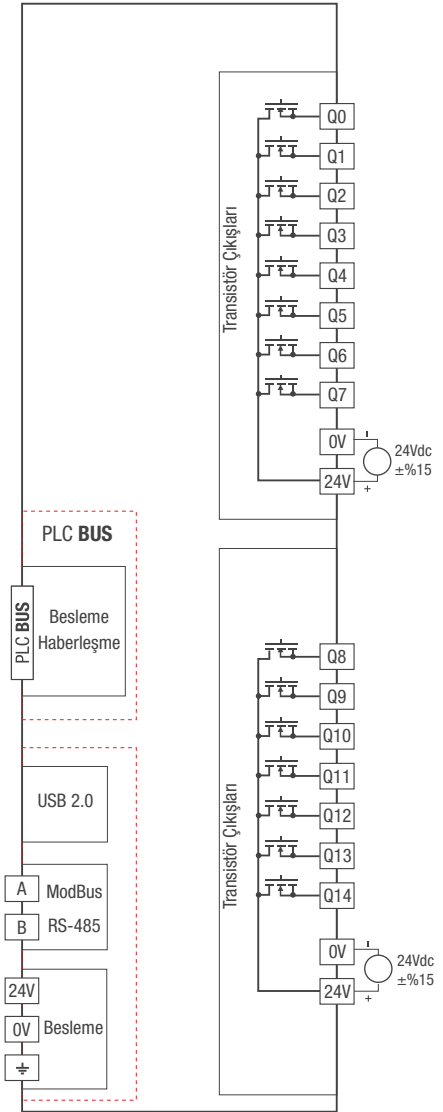 Transistör Çıkışları
Q0
Q1
Q2
Q3
Q4
Q5
Q6
Q7
0V
24V
-
+
24Vdc
±%15
PLC BUS
PLC BUS
Besleme
Haberleşme
Transistör Çıkışları
Q8
Q9
Q10
Q11
Q12
Q13
Q14
0V
24V
-
+
24Vdc
±%15
USB 2.0
A
ModBus
B
RS-485
24V
0V
Besleme